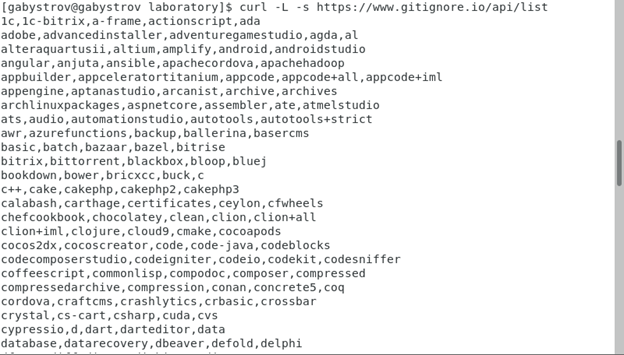 [gabystrov@gabystrov laboratory]$ curl -L -s https://www.gitignore.io/api/list
1c,1c-bitrix,a-frame,actionscript,ada
adobe,advancedinstaller,adventuregamestudio,agda,al
alteraquartusii,altium,amplify,android,androidstudio
angular,anjuta,ansible,apachecordova,apachehadoop
appbuilder,appceleratortitanium,appcode,appcode+all,appcode+iml
appengine,aptanastudio,arcanist,archive,archives
archlinuxpackages,aspnetcore,assembler,ate,atmelstudio
ats,audio,automationstudio,autotools,autotools+strict
awr,azurefunctions,backup,ballerina,basercms
basic,batch,bazaar,bazel,bitrise
bitrix,bittorrent,blackbox,bloop,bluej
bookdown,bower,bricxcc,buck,c
c++,cake,cakephp,cakephp2,cakephp3
calabash,carthage,certificates,ceylon,cfwheels
chefcookbook,chocolatey,clean,clion,clion+all
clion+iml,clojure,cloud9,cmake,cocoapods
cocos2dx,cocoscreator,code,code-java,codeblocks
codecomposerstudio,codeigniter,codeio,codekit,codesniffer
coffeescript,commonlisp,compodoc,composer,compressed
compressedarchive,compression,conan,concrete5,coq
cordova,craftcms,crashlytics,crbasic,crossbar
crystal,cs-cart,csharp,cuda,cvs
cypressio,d,dart,darteditor,data
database,datarecovery,dbeaver,defold,delphi